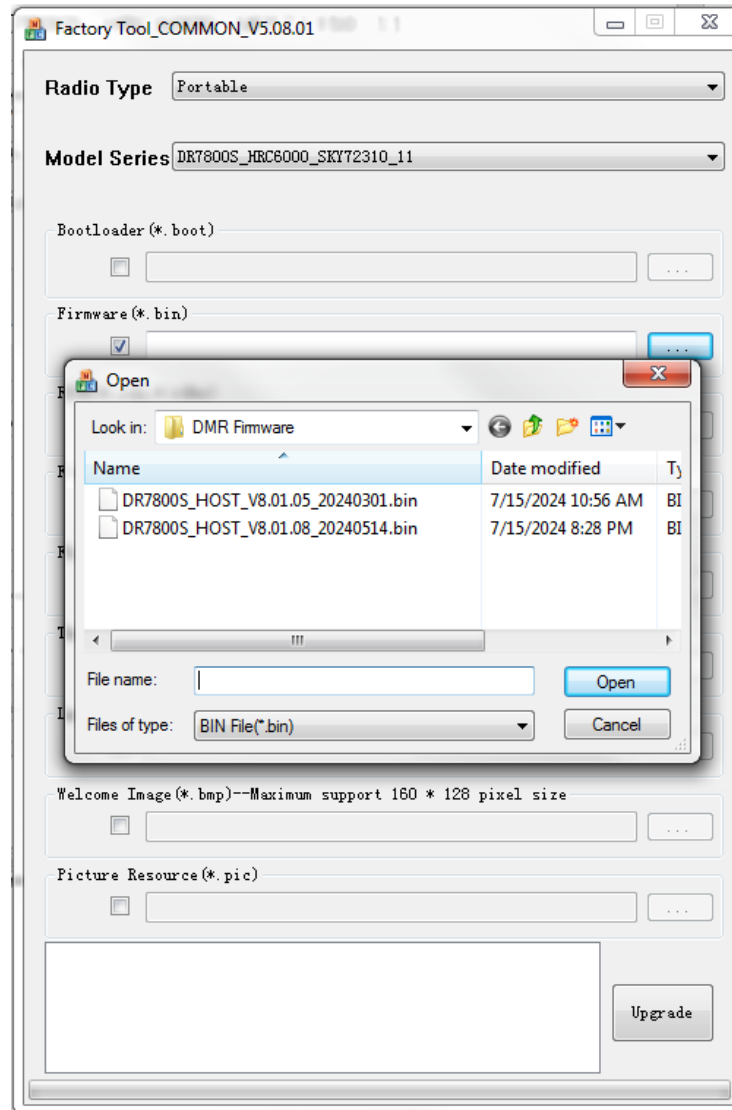 Factory Tool_COMMON_V5.08.01
Radio Type Portable
Model Series DR7800S_HRC6000_SKY72310_11
Bootloader(*.boot)
...
Firmware(*.bin)
...
Open
Look in: DMR Firmware
Name Date modified Ty
DR7800S_HOST_V8.01.05_20240301.bin 7/15/2024 10:56 AM BI
DR7800S_HOST_V8.01.08_20240514.bin 7/15/2024 8:28 PM BI
File name: Open
Files of type: BIN File(*.bin) Cancel
Welcome Image(*.bmp)--Maximum support 160 * 128 pixel size
...
Picture Resource(*.pic)
...
Upgrade